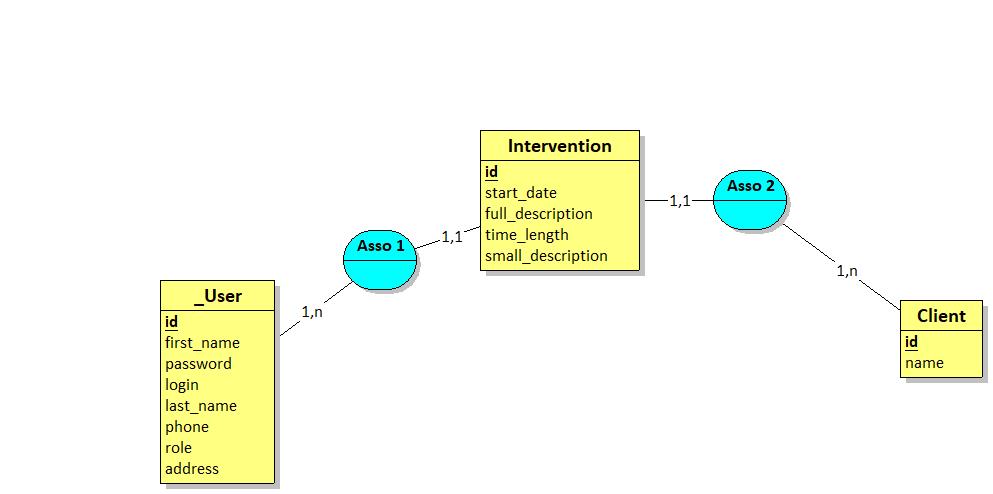 Intervention
id
start_date
full_description
time_length
small_description
Asso 2
1,1
Asso 1
1,1
1,n
1,n
_User
id
first_name
password
login
last_name
phone
role
address
Client
id
name